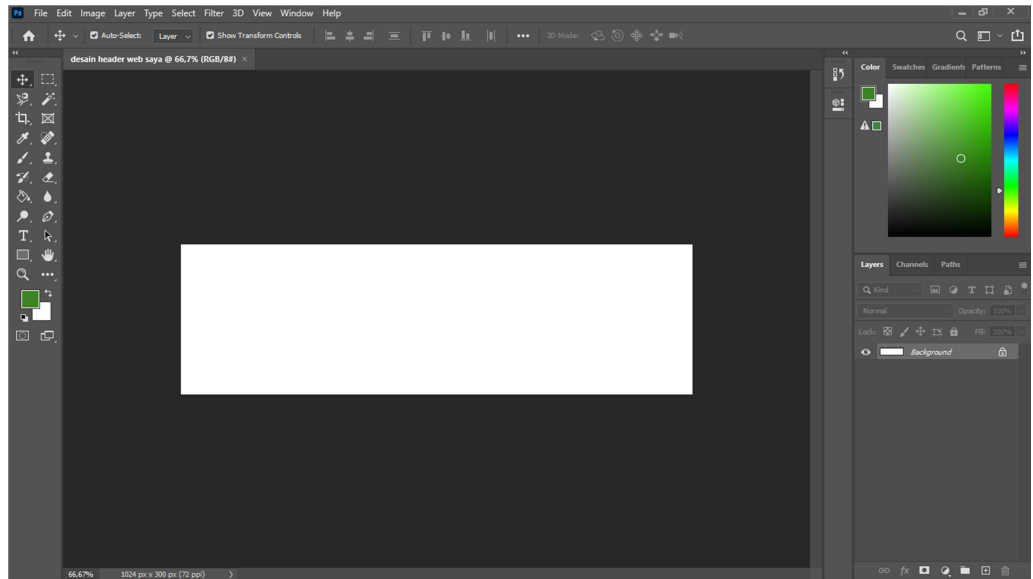 Ps File Edit Image Layer Type Select Filter 3D View Window Help
Auto-Select: Layer Show Transform Controls 3D Mode:
desain header web saya @ 66,7% (RGB/8#) ×
Color Swatches Gradients Patterns
Layers Channels Paths
Kind
Normal Opacity: 100%
Lock: Fill: 100%
Background
66,67% 1024 px x 300 px (72 ppi)